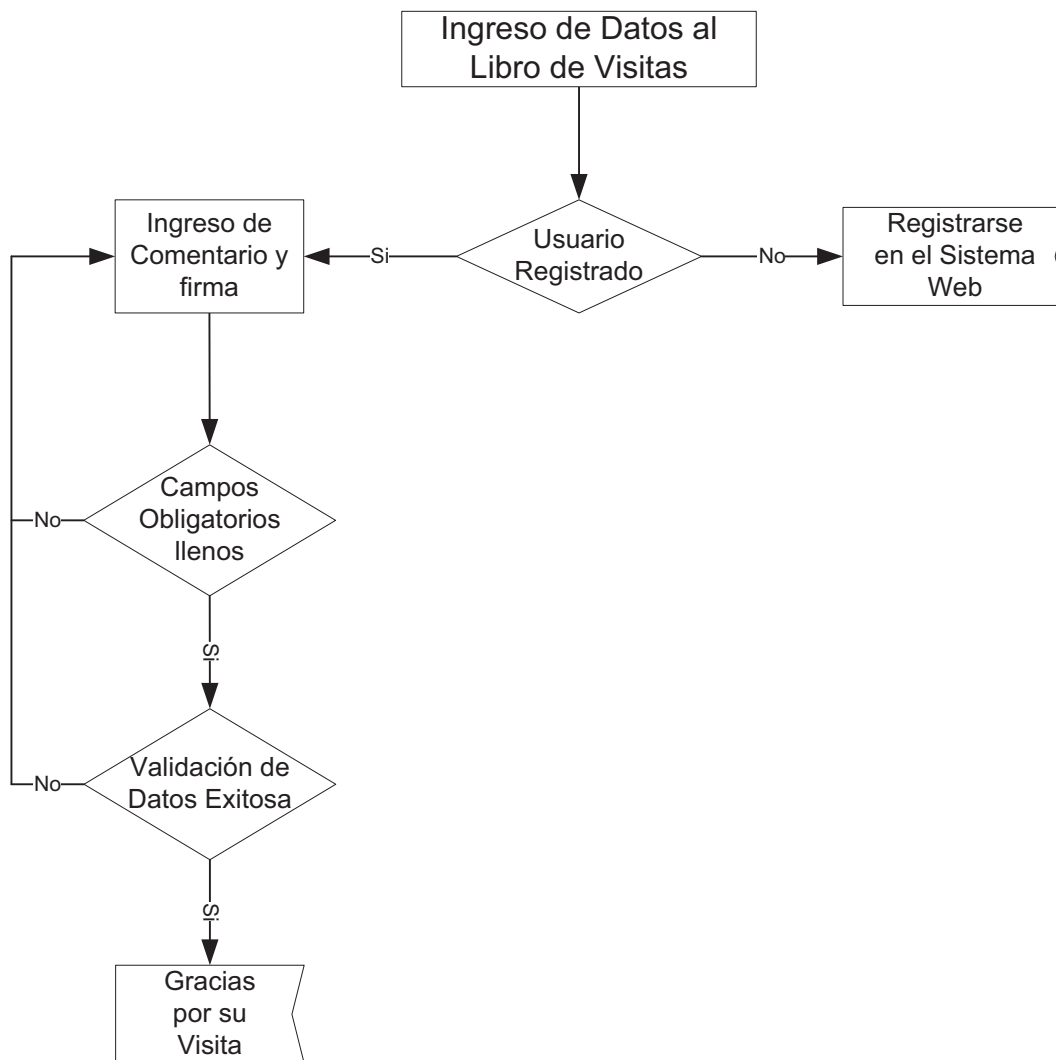 Ingreso de Datos al
Libro de Visitas
Ingreso de
Comentario y
firma
Si
Usuario
Registrado
No
Registrarse
en el Sistema
Web
Campos
Obligatorios
llenos
No
Si
Validación de
Datos Exitosa
No
Si
Gracias
por su
Visita